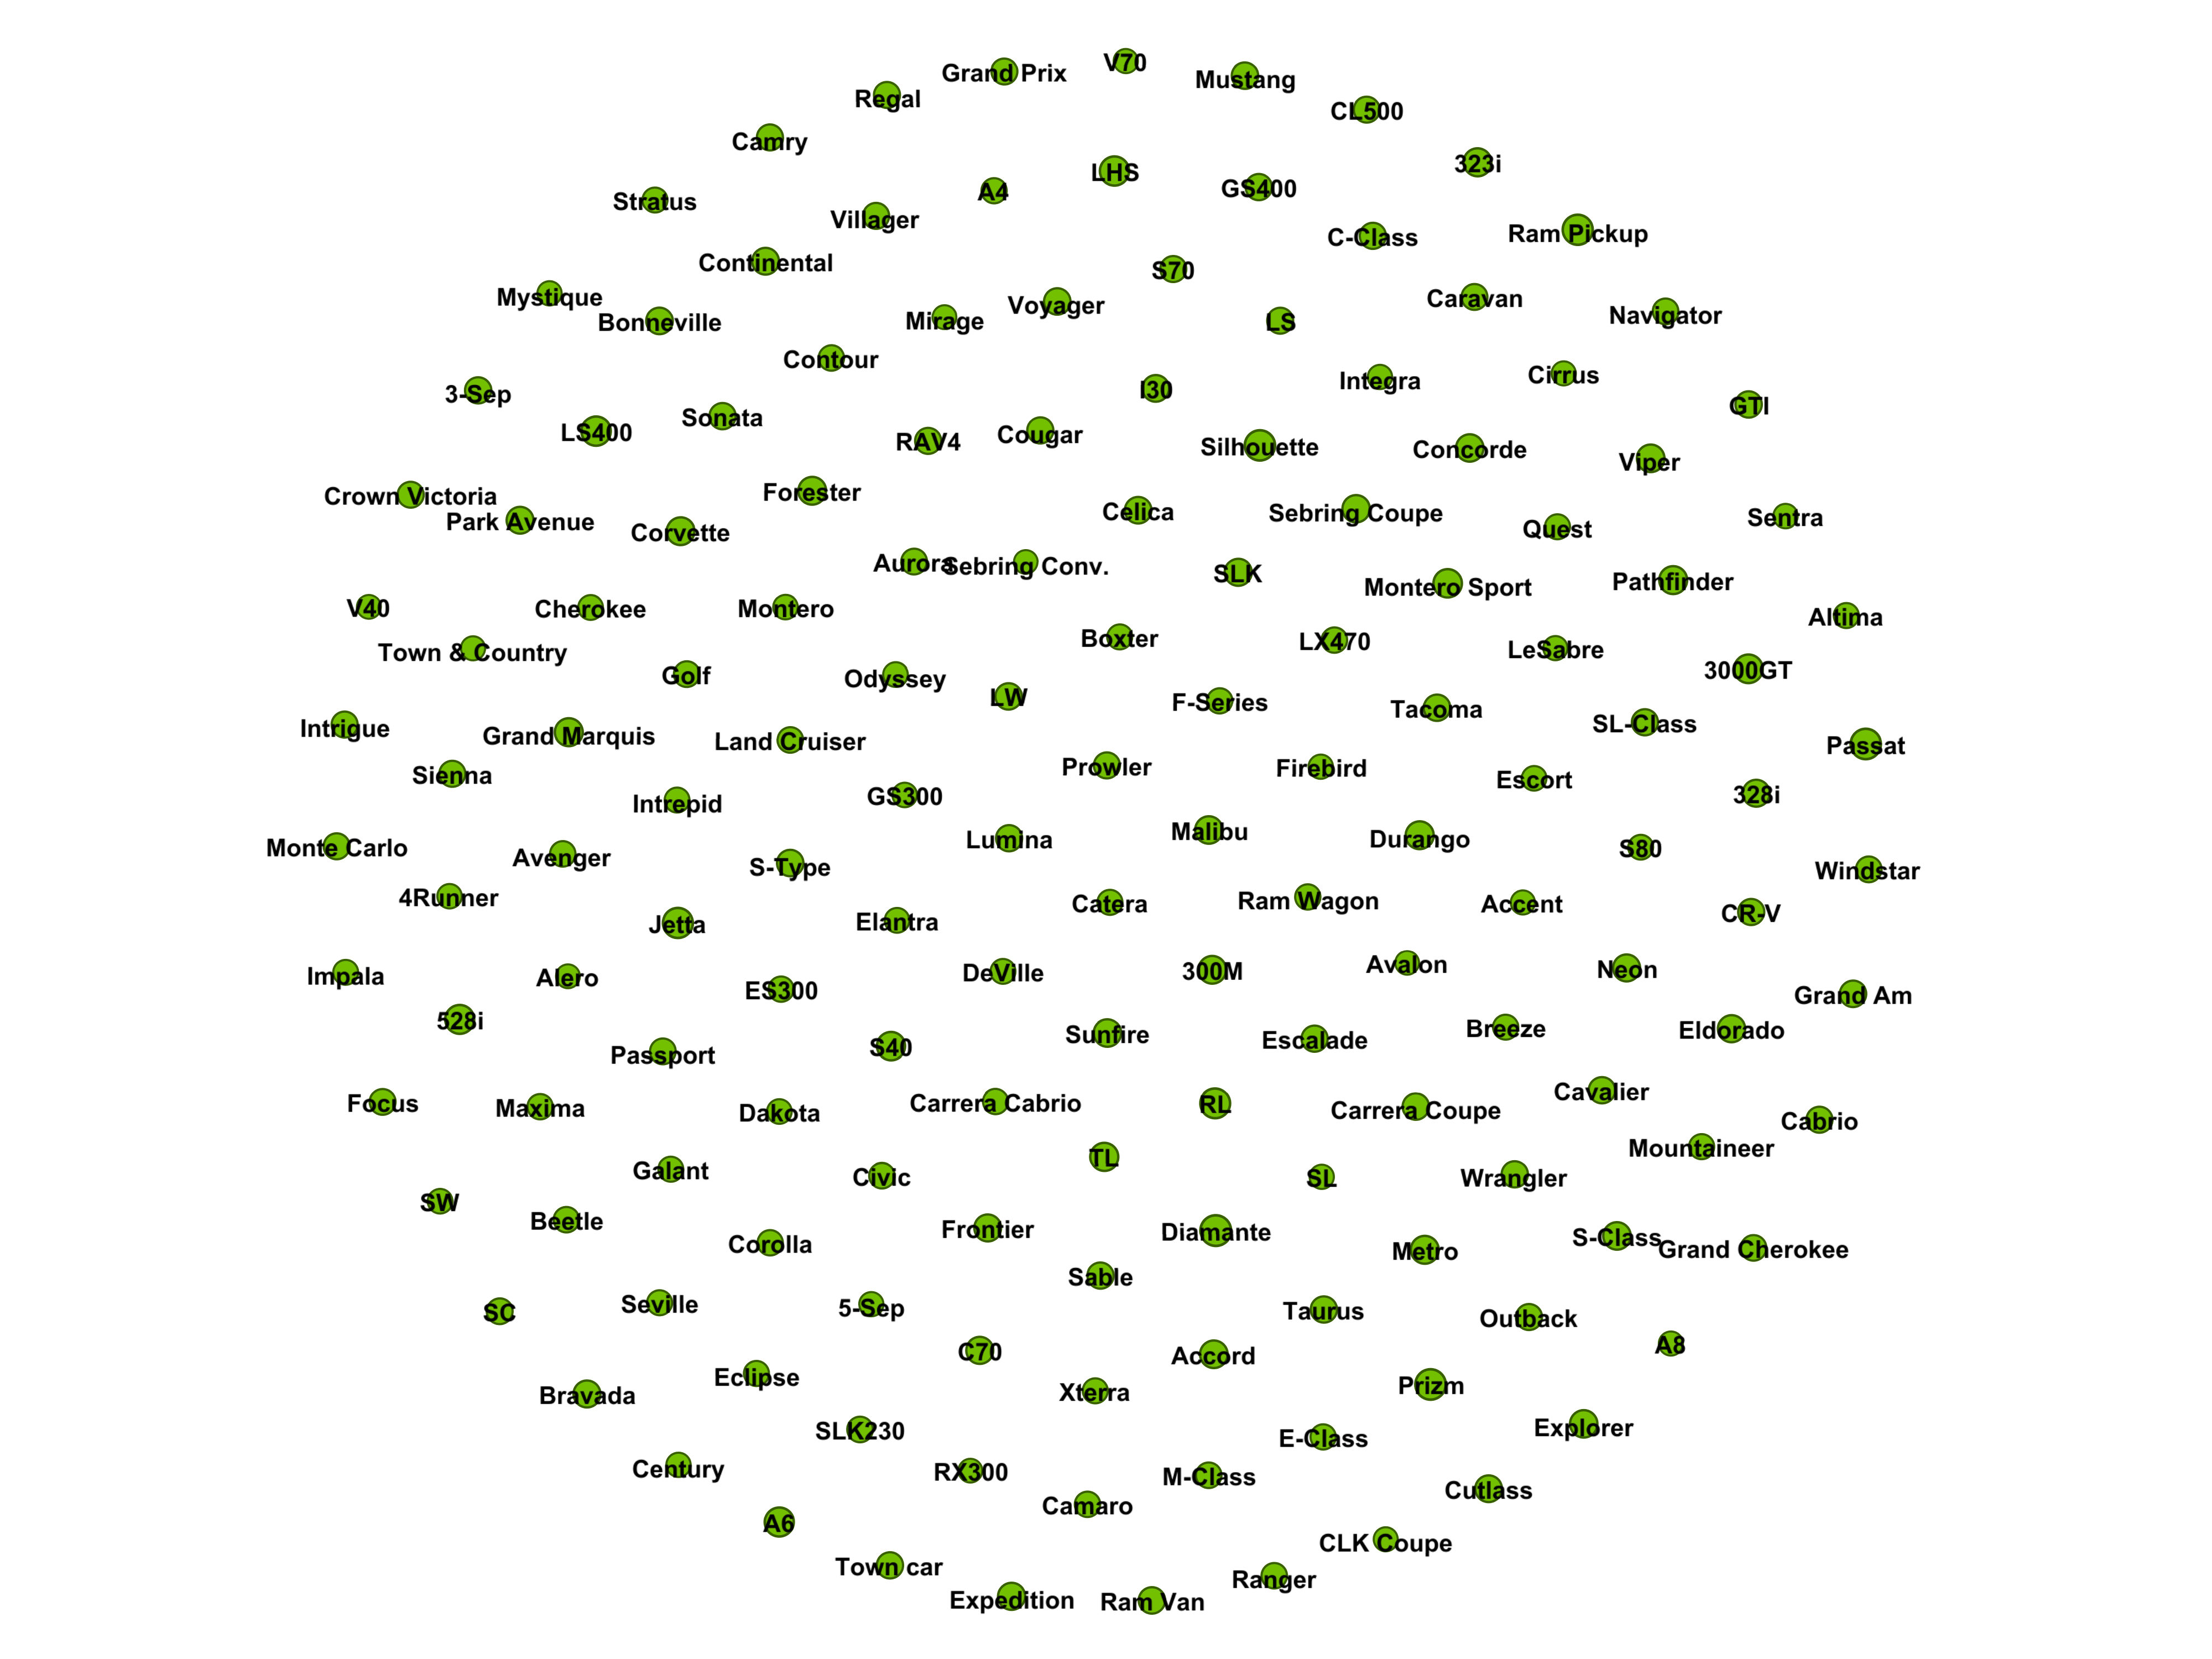 V70
Grand Prix
Mustang
Regal
CL500
Camry
323i
LHS
GS400
A4
Stratus
Villager
Ram Pickup
C-Class
Continental
S70
Mystique
Caravan
Voyager
Navigator
Bonneville
Mirage
LS
Contour
Cirrus
Integra
I30
3-Sep
GTI
Sonata
LS400
Cougar
RAV4
Silhouette
Concorde
Viper
Forester
Crown Victoria
Celica
Sebring Coupe
Sentra
Park Avenue
Quest
Corvette
Aurora
Sebring Conv.
SLK
Pathfinder
Montero Sport
V40
Cherokee
Montero
Altima
Boxter
LX470
LeSabre
Town & Country
3000GT
Golf
Odyssey
LW
F-Series
Tacoma
SL-Class
Intrigue
Grand Marquis
Land Cruiser
Passat
Prowler
Firebird
Sienna
Escort
328i
GS300
Intrepid
Malibu
Durango
Lumina
Monte Carlo
S80
Avenger
S-Type
Windstar
4Runner
Ram Wagon
Catera
Accent
CR-V
Elantra
Jetta
Avalon
Neon
300M
DeVille
Impala
Alero
ES300
Grand Am
528i
Breeze
Eldorado
Sunfire
Escalade
S40
Passport
Cavalier
Focus
Carrera Cabrio
RL
Maxima
Carrera Coupe
Dakota
Cabrio
Mountaineer
TL
Galant
Civic
SL
Wrangler
SW
Beetle
Frontier
Diamante
S-Class
Corolla
Grand Cherokee
Metro
Sable
Seville
5-Sep
Taurus
SC
Outback
A8
C70
Accord
Eclipse
Prizm
Xterra
Bravada
Explorer
SLK230
E-Class
Century
RX300
M-Class
Cutlass
Camaro
A6
CLK Coupe
Town car
Ranger
Expedition
Ram Van